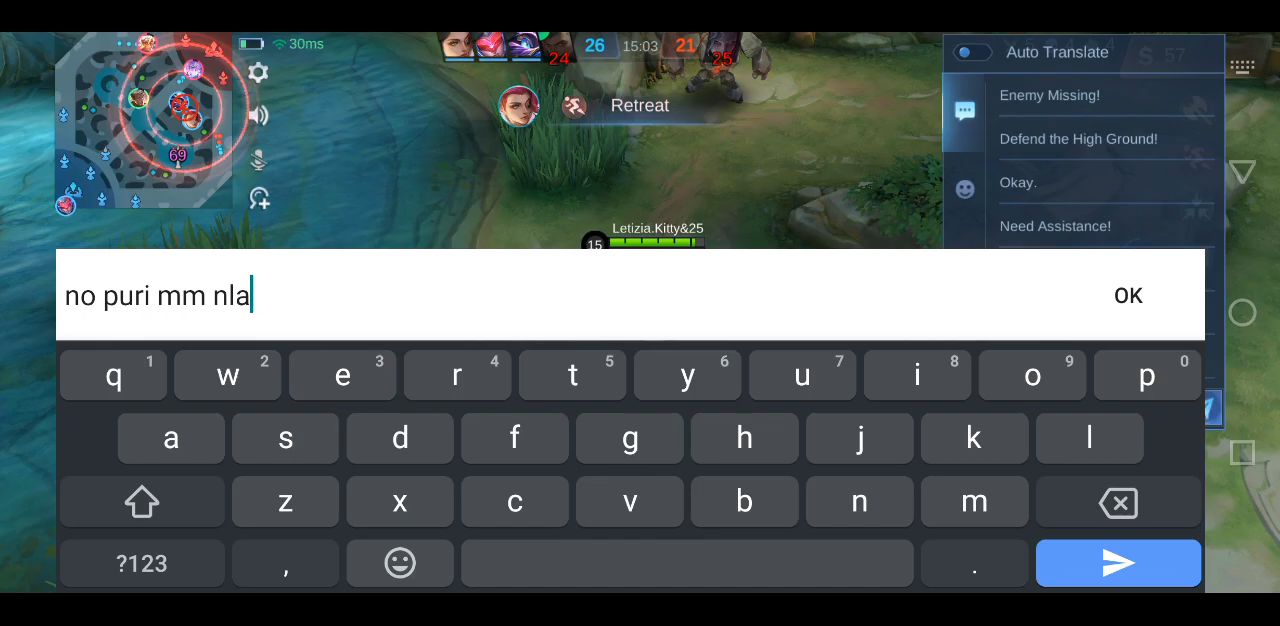 30ms
24
26
15:03
21
25
Auto Translate
$ 57
Retreat
Enemy Missing!
Defend the High Ground!
Okay.
Need Assistance!
69
Letizia.Kitty&25
15
no puri mm nla
OK
q 1 w 2 e 3 r 4 t 5 y 6 u 7 i 8 o 9 p 0
a s d f g h j k l
z x c v b n m
?123 , .